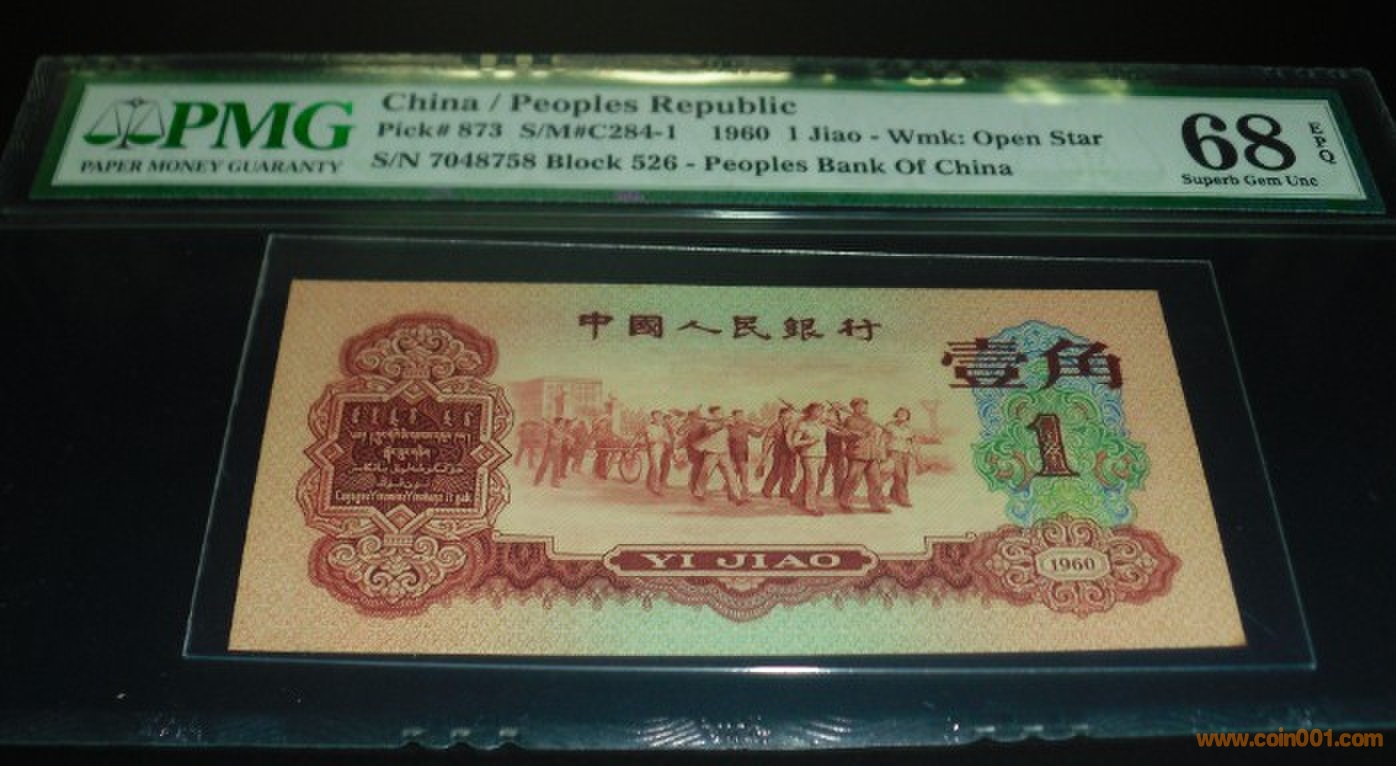 PMG
PAPER MONEY GUARANTY
China / Peoples Republic
Pick# 873 S/M#C284-1 1960 1 Jiao - Wmk: Open Star
S/N 7048758 Block 526 - Peoples Bank Of China
68
EPQ
Superb Gem Unc
中國人民銀行
壹角
1
YI JIAO
1960
www.coin001.com